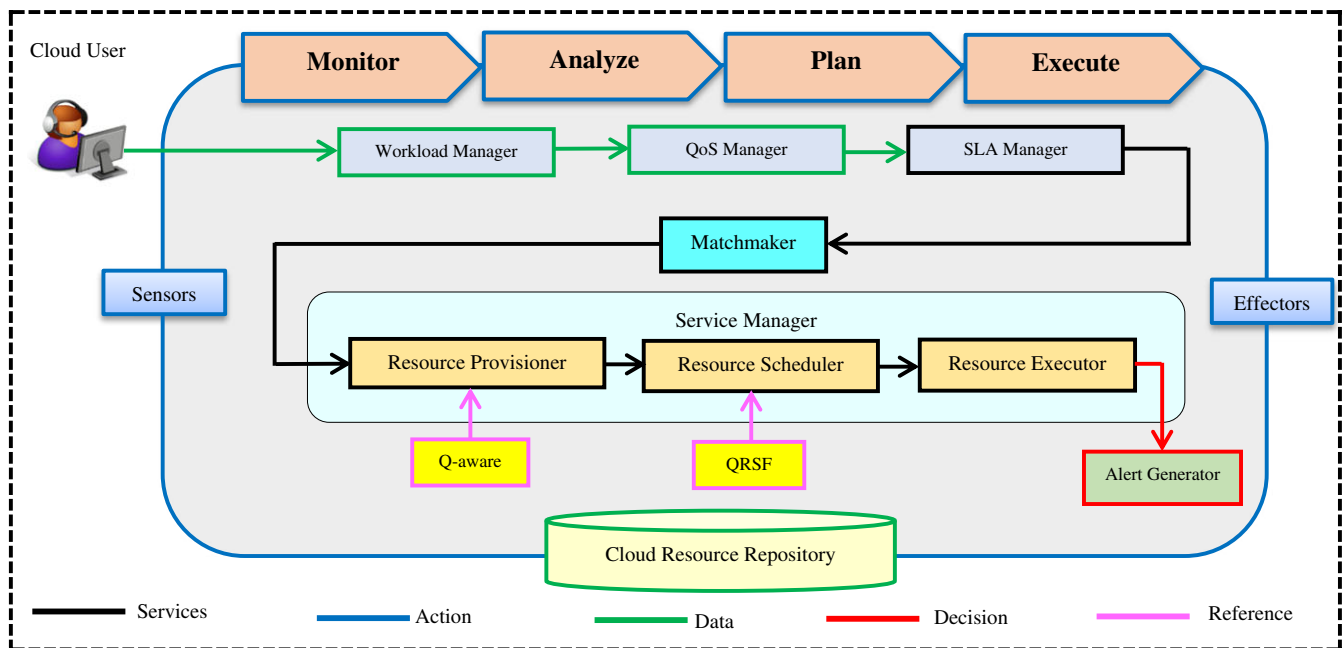 Cloud User
Monitor
Analyze
Plan
Execute
Workload Manager
QoS Manager
SLA Manager
Matchmaker
Sensors
Effectors
Service Manager
Resource Provisioner
Resource Scheduler
Resource Executor
Q-aware
QRSF
Alert Generator
Cloud Resource Repository
Services
Action
Data
Decision
Reference